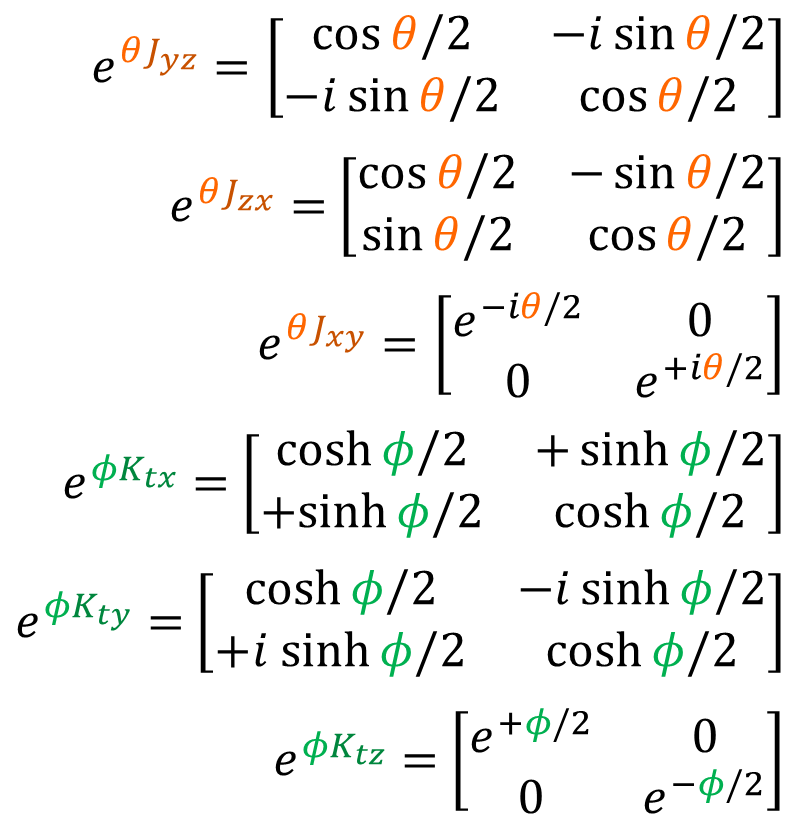 e^{θJ_{yz}} = [cos θ/2  −i sin θ/2
−i sin θ/2  cos θ/2]
e^{θJ_{zx}} = [cos θ/2  − sin θ/2
sin θ/2  cos θ/2]
e^{θJ_{xy}} = [e^{−iθ/2}  0
0  e^{+iθ/2}]
e^{ϕK_{tx}} = [cosh ϕ/2  + sinh ϕ/2
+sinh ϕ/2  cosh ϕ/2]
e^{ϕK_{ty}} = [cosh ϕ/2  −i sinh ϕ/2
+i sinh ϕ/2  cosh ϕ/2]
e^{ϕK_{tz}} = [e^{+ϕ/2}  0
0  e^{−ϕ/2}]